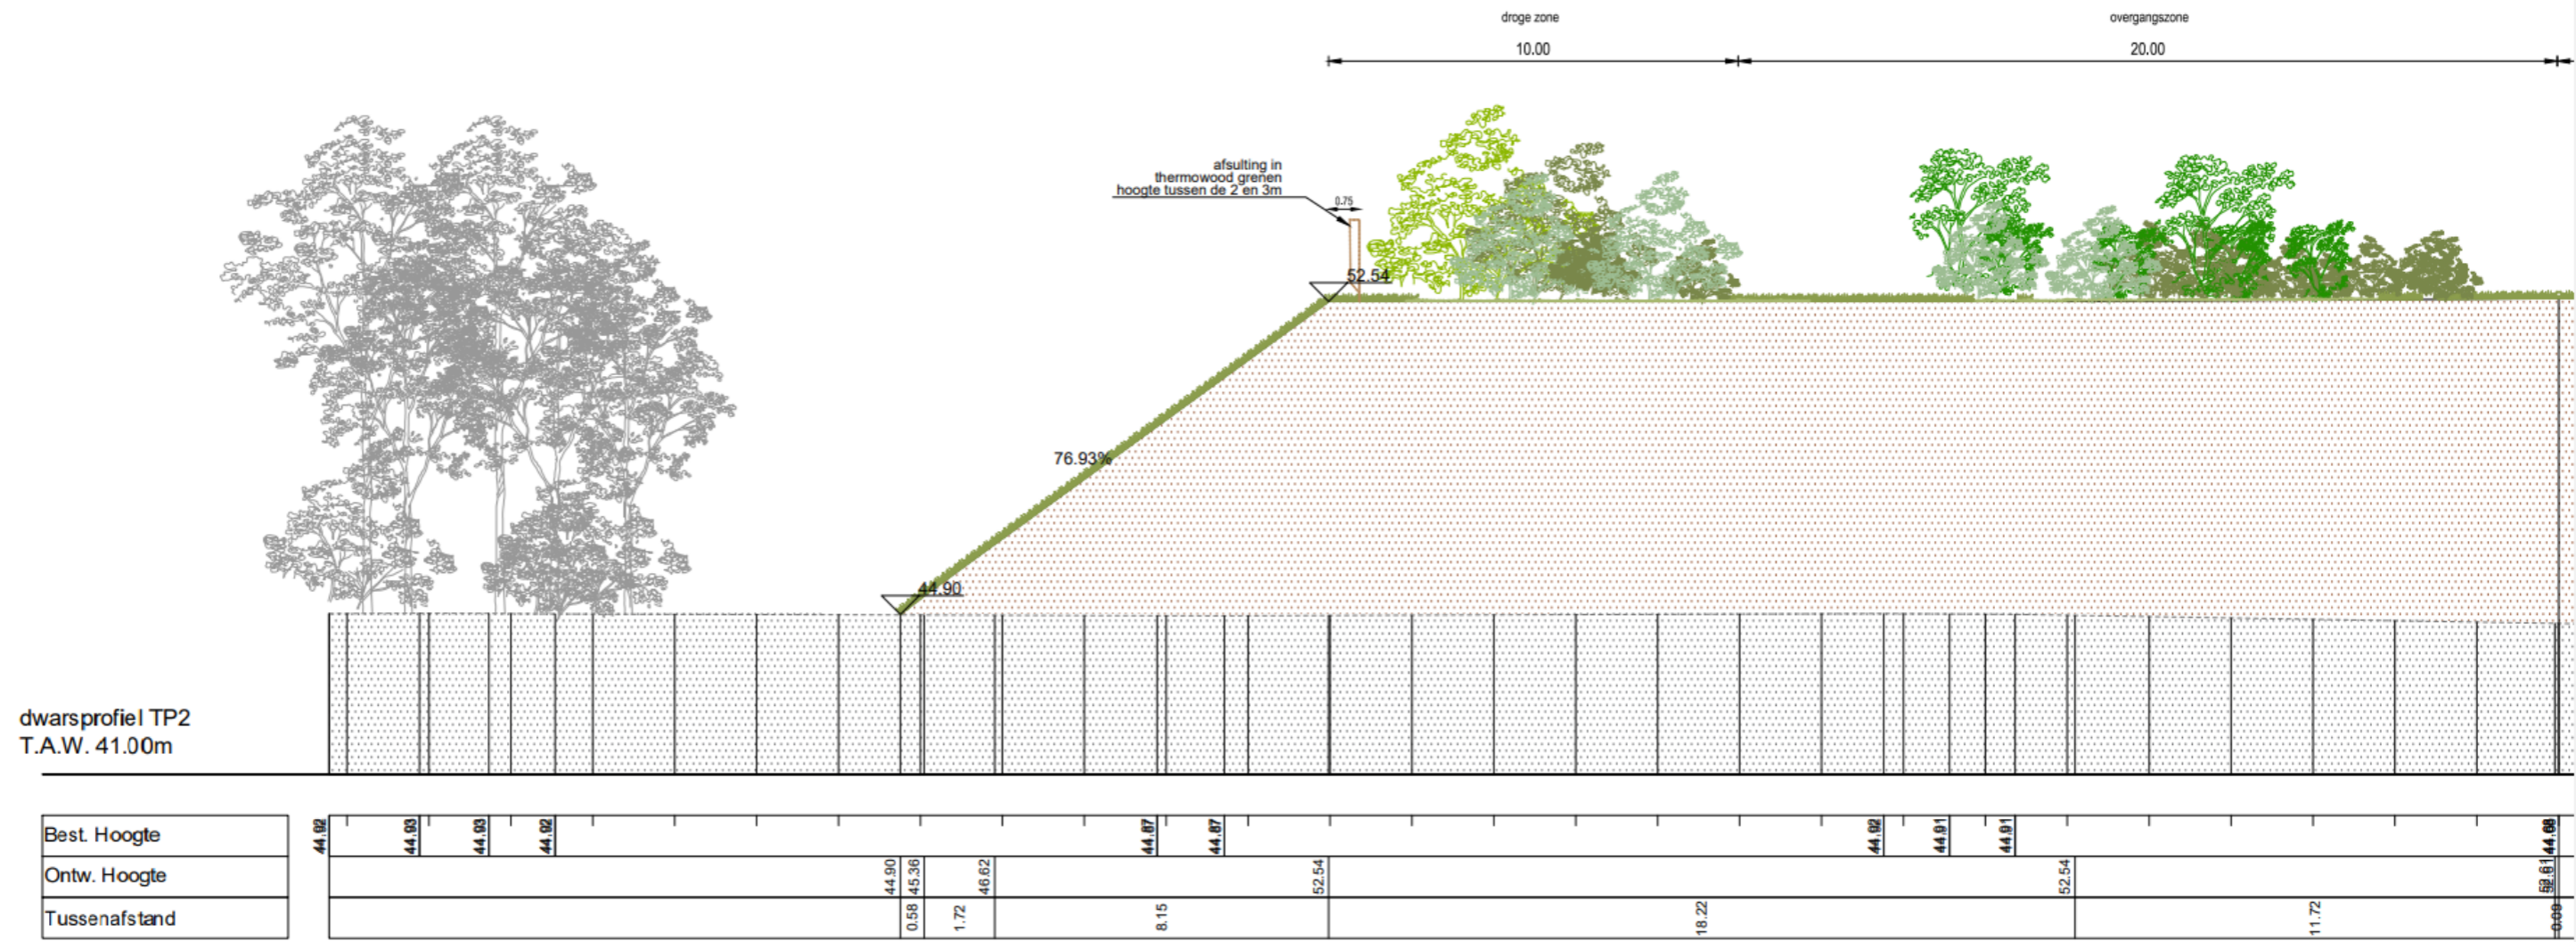 droge zone
overgangszone
10.00
20.00
afsulting in
thermowood grenen
hoogte tussen de 2 en 3m
0.75
52.54
76.93%
44.90
dwarsprofiel TP2
T.A.W. 41.00m
Best. Hoogte
44.93
44.93
44.92
44.87
44.87
44.92
44.91
44.91
Ontw. Hoogte
44.90
45.36
46.62
52.54
52.54
Tussenafstand
0.58
1.72
8.15
18.22
11.72
0.09